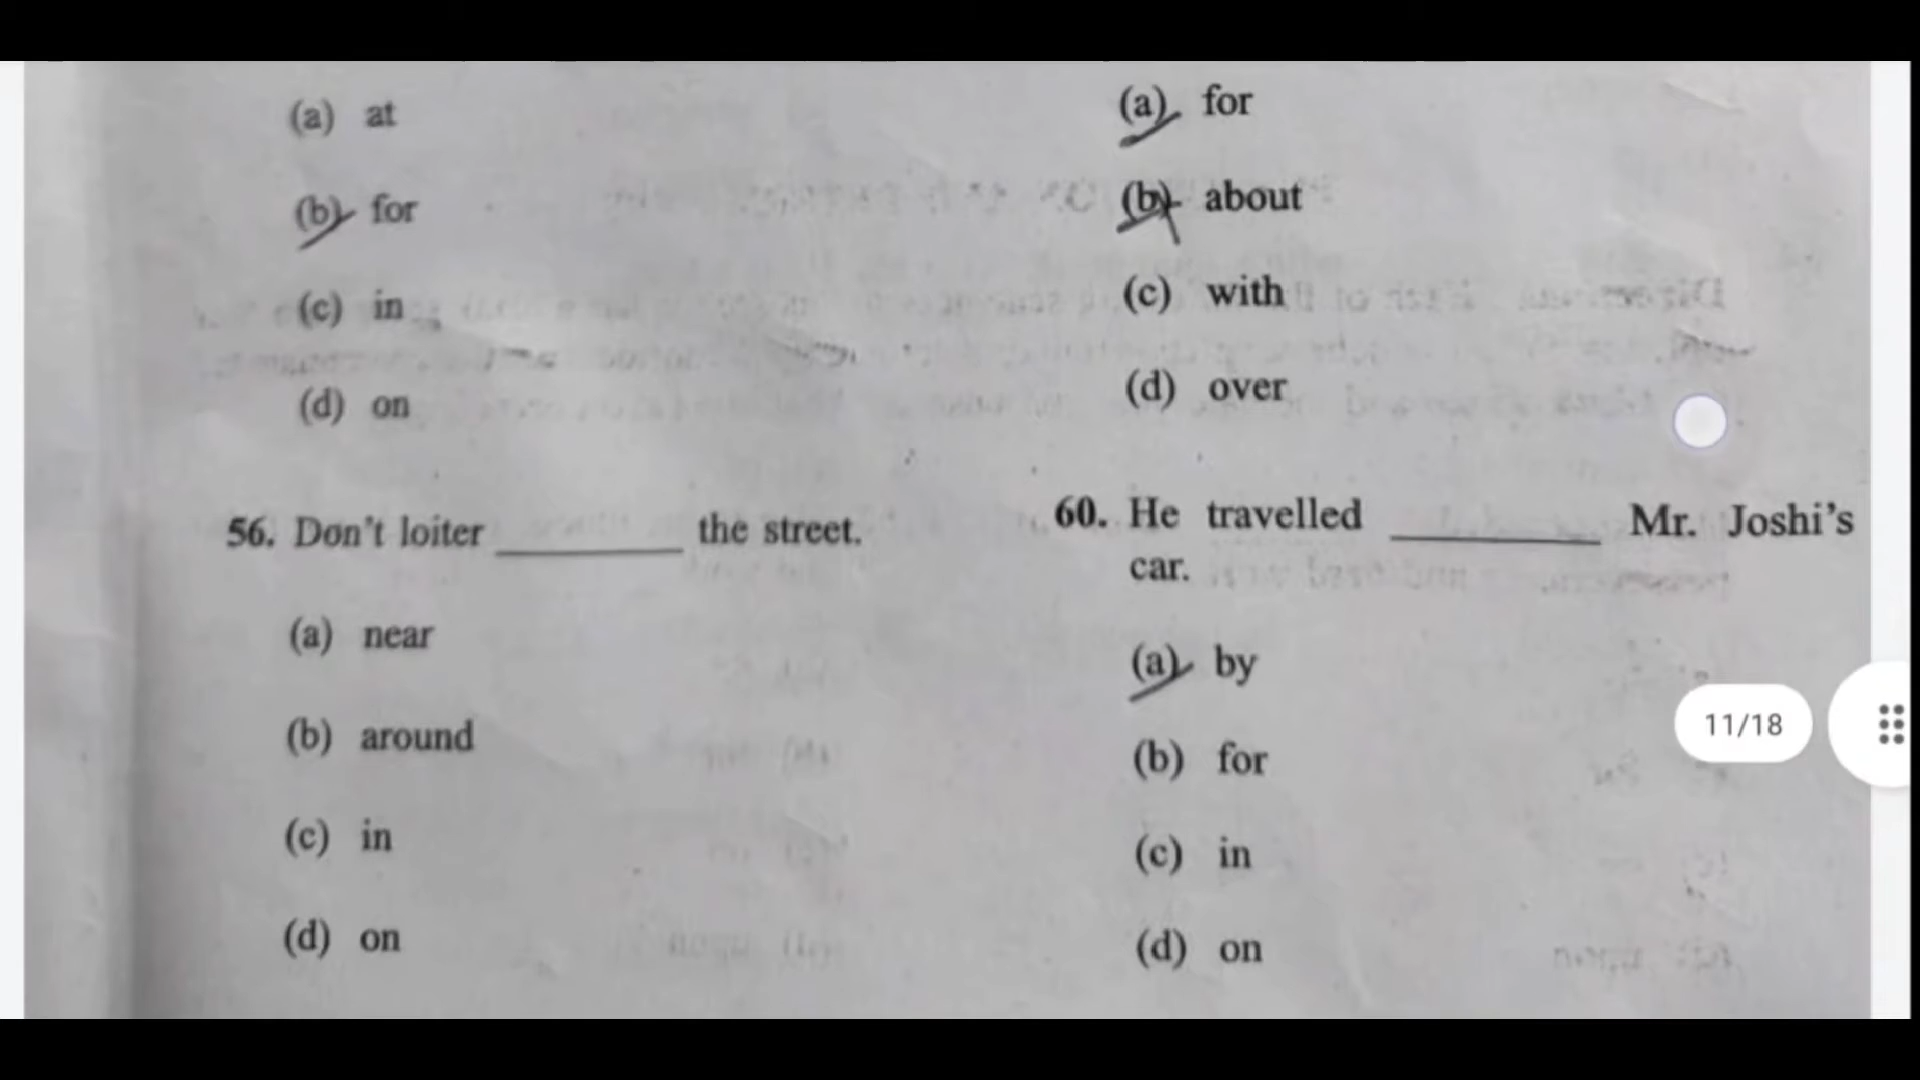 (a) at
(b) for
(c) in
(d) on
56. Don't loiter ________ the street.
(a) near
(b) around
(c) in
(d) on
(a) for
(b) about
(c) with
(d) over
60. He travelled ________ Mr. Joshi's
car.
(a) by
(b) for
(c) in
(d) on
11/18